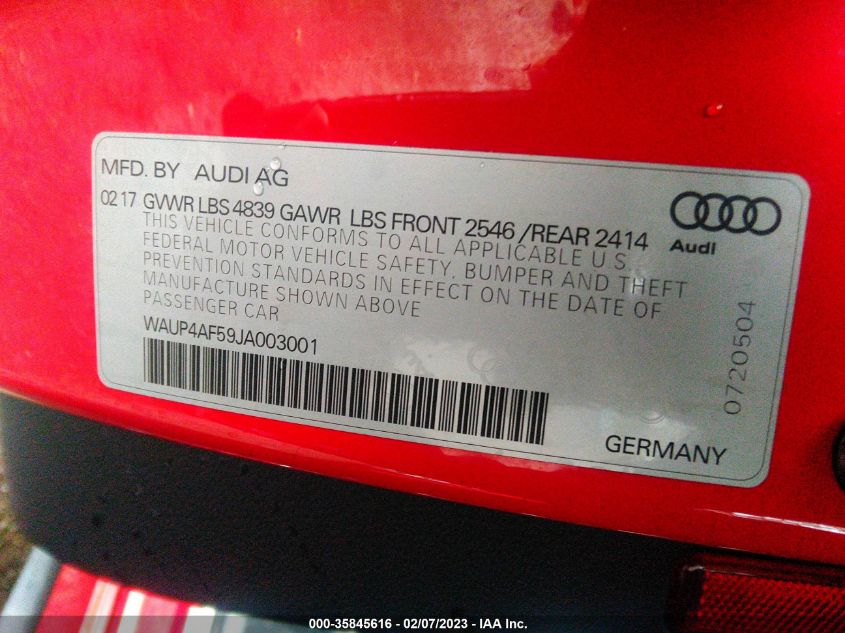 MFD. BY AUDI AG
02 17 GVWR LBS 4839 GAWR LBS FRONT 2546 /REAR 2414
THIS VEHICLE CONFORMS TO ALL APPLICABLE U S
FEDERAL MOTOR VEHICLE SAFETY, BUMPER AND THEFT
PREVENTION STANDARDS IN EFFECT ON THE DATE OF
MANUFACTURE SHOWN ABOVE
PASSENGER CAR
WAUP4AF59JA003001
Audi
0720504
GERMANY
000-35845616 - 02/07/2023 - IAA Inc.